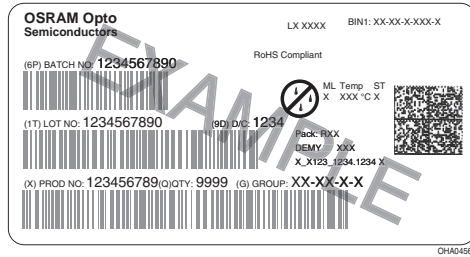 OSRAM Opto
Semiconductors
LX XXXX
BIN1: XX-XX-X-XXX-X
RoHS Compliant
(6P) BATCH NO: 1234567890
ML Temp ST
X XXX °C X
(1T) LOT NO: 1234567890 (9D) D/C: 1234
Pack: RXX
DEMY XXX
X_X123_1234.1234 X
(X) PROD NO: 123456789(Q)QTY: 9999 (G) GROUP: XX-XX-X-X
EXAMPLE
OHA0456